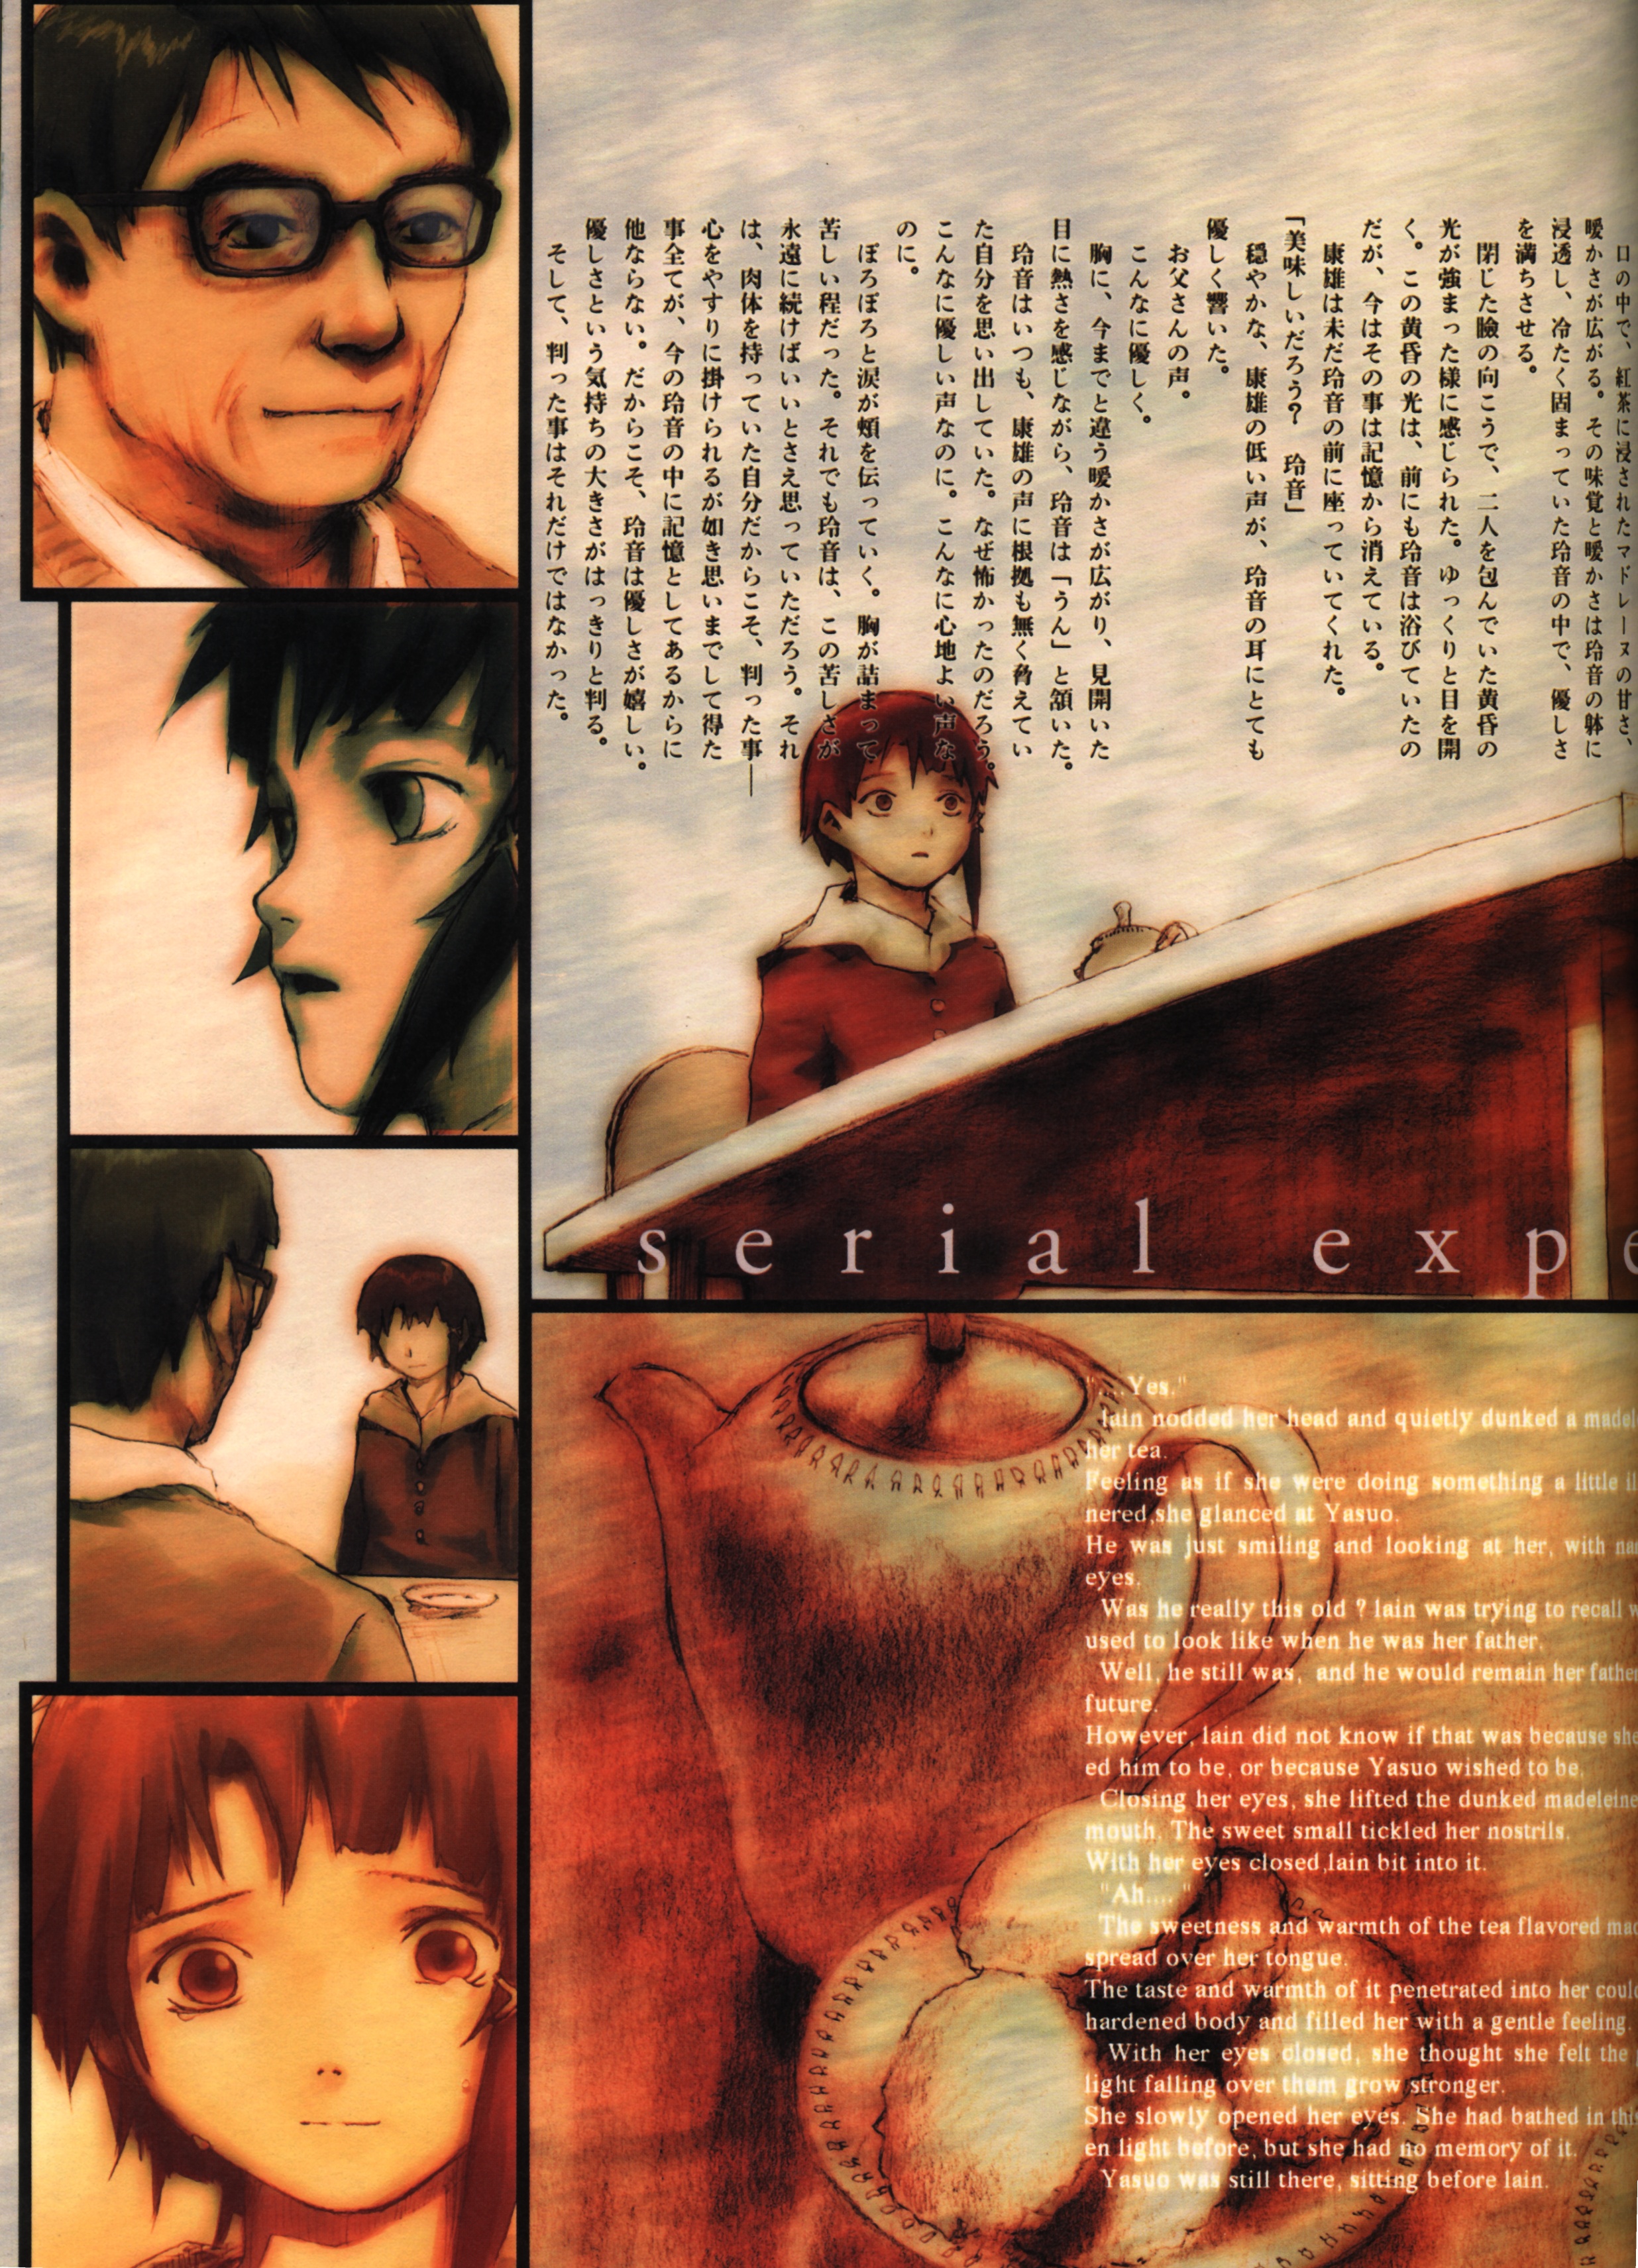 口の中で、紅茶に浸されたマドレーヌの甘さ、
暖かさが広がる。その味覚と暖かさは玲音の躰に
浸透し、冷たく固まっていた玲音の中で、優しさ
を満ちさせる。
閉じた瞼の向こうで、二人を包んでいた黄昏の
光が強まった様に感じられた。ゆっくりと目を開
く。この黄昏の光は、前にも玲音は浴びていたの
だが、今はその事は記憶から消えている。
康雄は未だ玲音の前に座っていてくれた。
「美味しいだろう？　玲音」
穏やかな、康雄の低い声が、玲音の耳にとても
優しく響いた。
お父さんの声。
こんなに優しく。
胸に、今までと違う暖かさが広がり、見開いた
目に熱さを感じながら、玲音は「うん」と頷いた。
玲音はいつも、康雄の声に根拠も無く脅えてい
た自分を思い出していた。なぜ怖かったのだろう。
こんなに優しい声なのに。こんなに心地よい声な
のに。
ぽろぽろと涙が頬を伝っていく。胸が詰まって
苦しい程だった。それでも玲音は、この苦しさが
永遠に続けばいいとさえ思っていただろう。それ
は、肉体を持っていた自分だからこそ、判った事──
心をやすりに掛けられるが如き思いまでして得た
事全てが、今の玲音の中に記憶としてあるからに
他ならない。だからこそ、玲音は優しさが嬉しい。
優しさという気持ちの大きさがはっきりと判る。
そして、判った事はそれだけではなかった。
serial expe
"....Yes."
lain nodded her head and quietly dunked a madel
her tea.
Feeling as if she were doing something a little il
nered,she glanced at Yasuo.
He was just smiling and looking at her, with nar
eyes.
Was he really this old ? lain was trying to recall w
used to look like when he was her father.
Well, he still was, and he would remain her father
future.
However, lain did not know if that was because she
ed him to be, or because Yasuo wished to be.
Closing her eyes, she lifted the dunked madeleine
mouth. The sweet small tickled her nostrils.
With her eyes closed,lain bit into it.
"Ah...."
The sweetness and warmth of the tea flavored mad
spread over her tongue.
The taste and warmth of it penetrated into her could
hardened body and filled her with a gentle feeling.
With her eyes closed, she thought she felt the
light falling over them grow stronger.
She slowly opened her eyes. She had bathed in this
en light before, but she had no memory of it.
Yasuo was still there, sitting before lain.